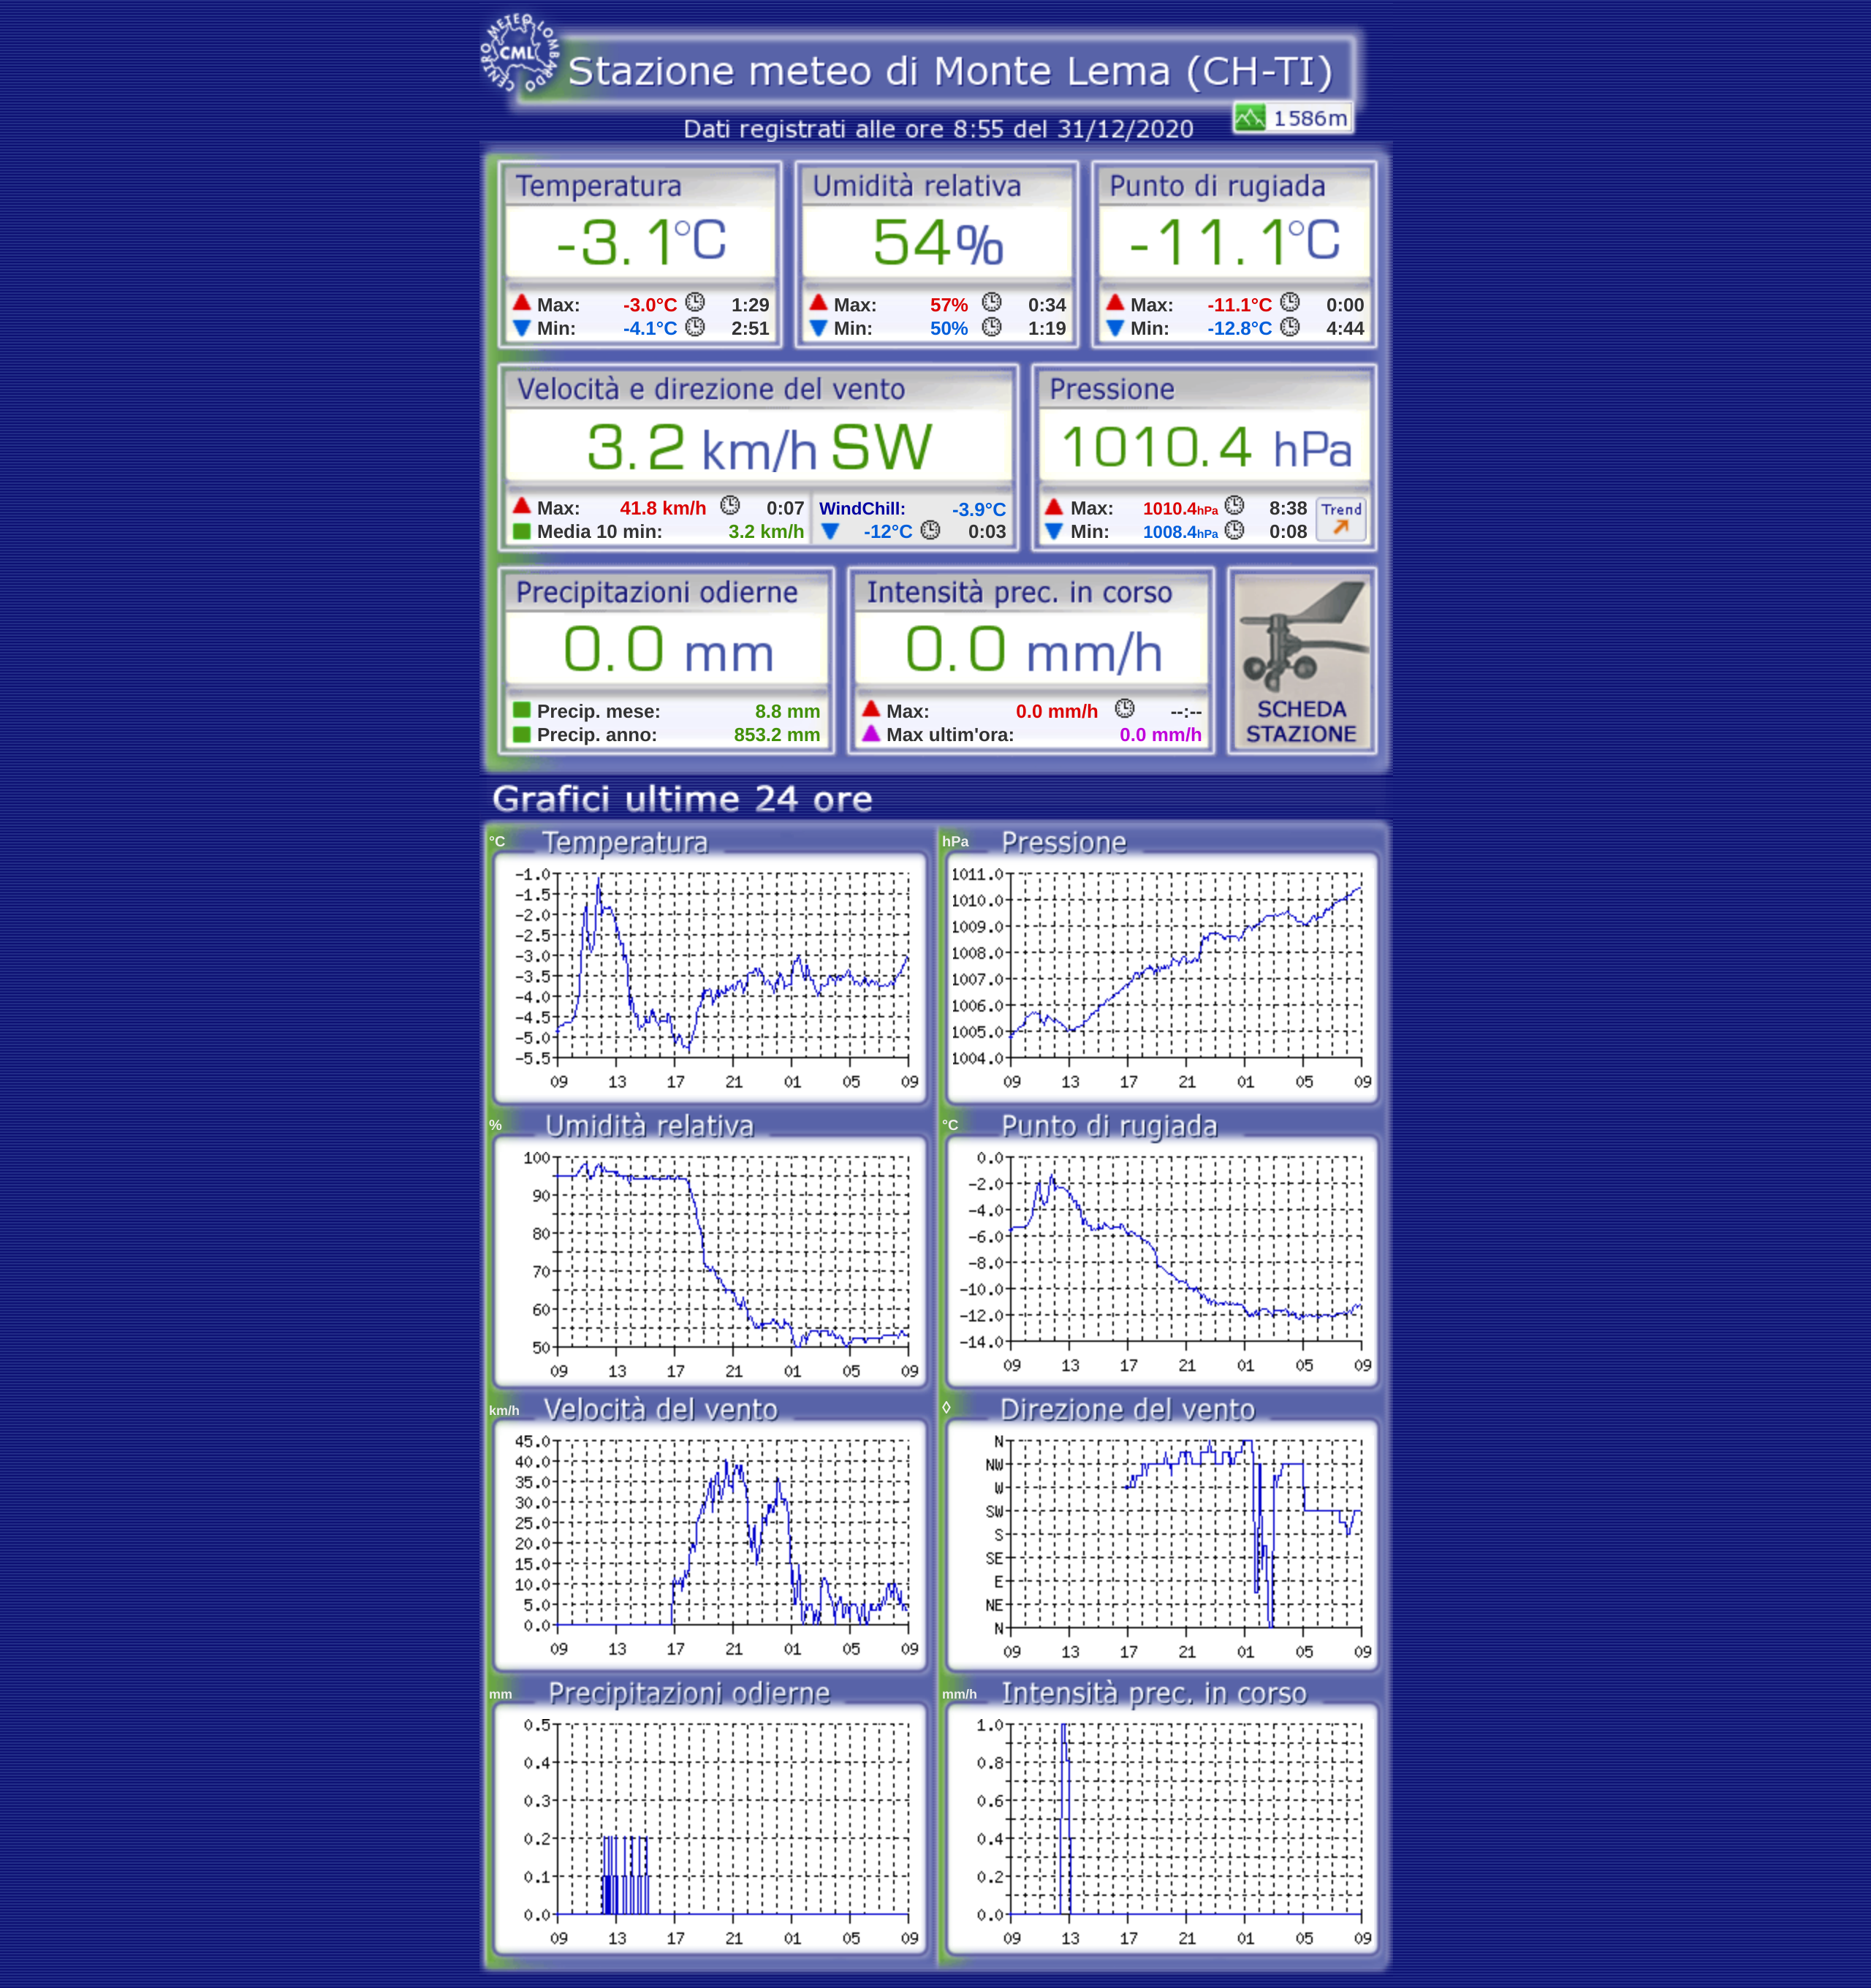 CENTRO METEO LOMBARDO
CML
Stazione meteo di Monte Lema (CH-TI)
1586m
Dati registrati alle ore 8:55 del 31/12/2020
Temperatura Umidità relativa Punto di rugiada
-3.1°C 54% -11.1°C
Max: -3.0°C 1:29 Max: 57% 0:34 Max: -11.1°C 0:00
Min: -4.1°C 2:51 Min: 50% 1:19 Min: -12.8°C 4:44
Velocità e direzione del vento Pressione
3.2 km/h SW 1010.4 hPa
Max: 41.8 km/h 0:07 WindChill: -3.9°C Max: 1010.4hPa 8:38 Trend
Media 10 min: 3.2 km/h -12°C 0:03 Min: 1008.4hPa 0:08
Precipitazioni odierne Intensità prec. in corso
0.0 mm 0.0 mm/h
Precip. mese: 8.8 mm Max: 0.0 mm/h --:-- SCHEDA
Precip. anno: 853.2 mm Max ultim'ora: 0.0 mm/h STAZIONE
Grafici ultime 24 ore
°C Temperatura
-1.0
-1.5
-2.0
-2.5
-3.0
-3.5
-4.0
-4.5
-5.0
-5.5
09 13 17 21 01 05 09
hPa Pressione
1011.0
1010.0
1009.0
1008.0
1007.0
1006.0
1005.0
1004.0
09 13 17 21 01 05 09
% Umidità relativa
100
90
80
70
60
50
09 13 17 21 01 05 09
°C Punto di rugiada
0.0
-2.0
-4.0
-6.0
-8.0
-10.0
-12.0
-14.0
09 13 17 21 01 05 09
km/h Velocità del vento
45.0
40.0
35.0
30.0
25.0
20.0
15.0
10.0
5.0
0.0
09 13 17 21 01 05 09
◊ Direzione del vento
N
NW
W
SW
S
SE
E
NE
N
09 13 17 21 01 05 09
mm Precipitazioni odierne
0.5
0.4
0.3
0.2
0.1
0.0
09 13 17 21 01 05 09
mm/h Intensità prec. in corso
1.0
0.8
0.6
0.4
0.2
0.0
09 13 17 21 01 05 09